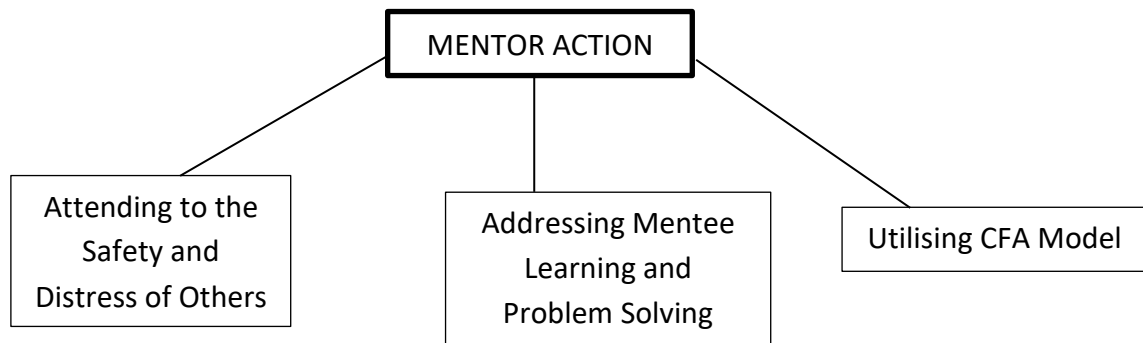 MENTOR ACTION
Attending to the
Safety and
Distress of Others
Addressing Mentee
Learning and
Problem Solving
Utilising CFA Model